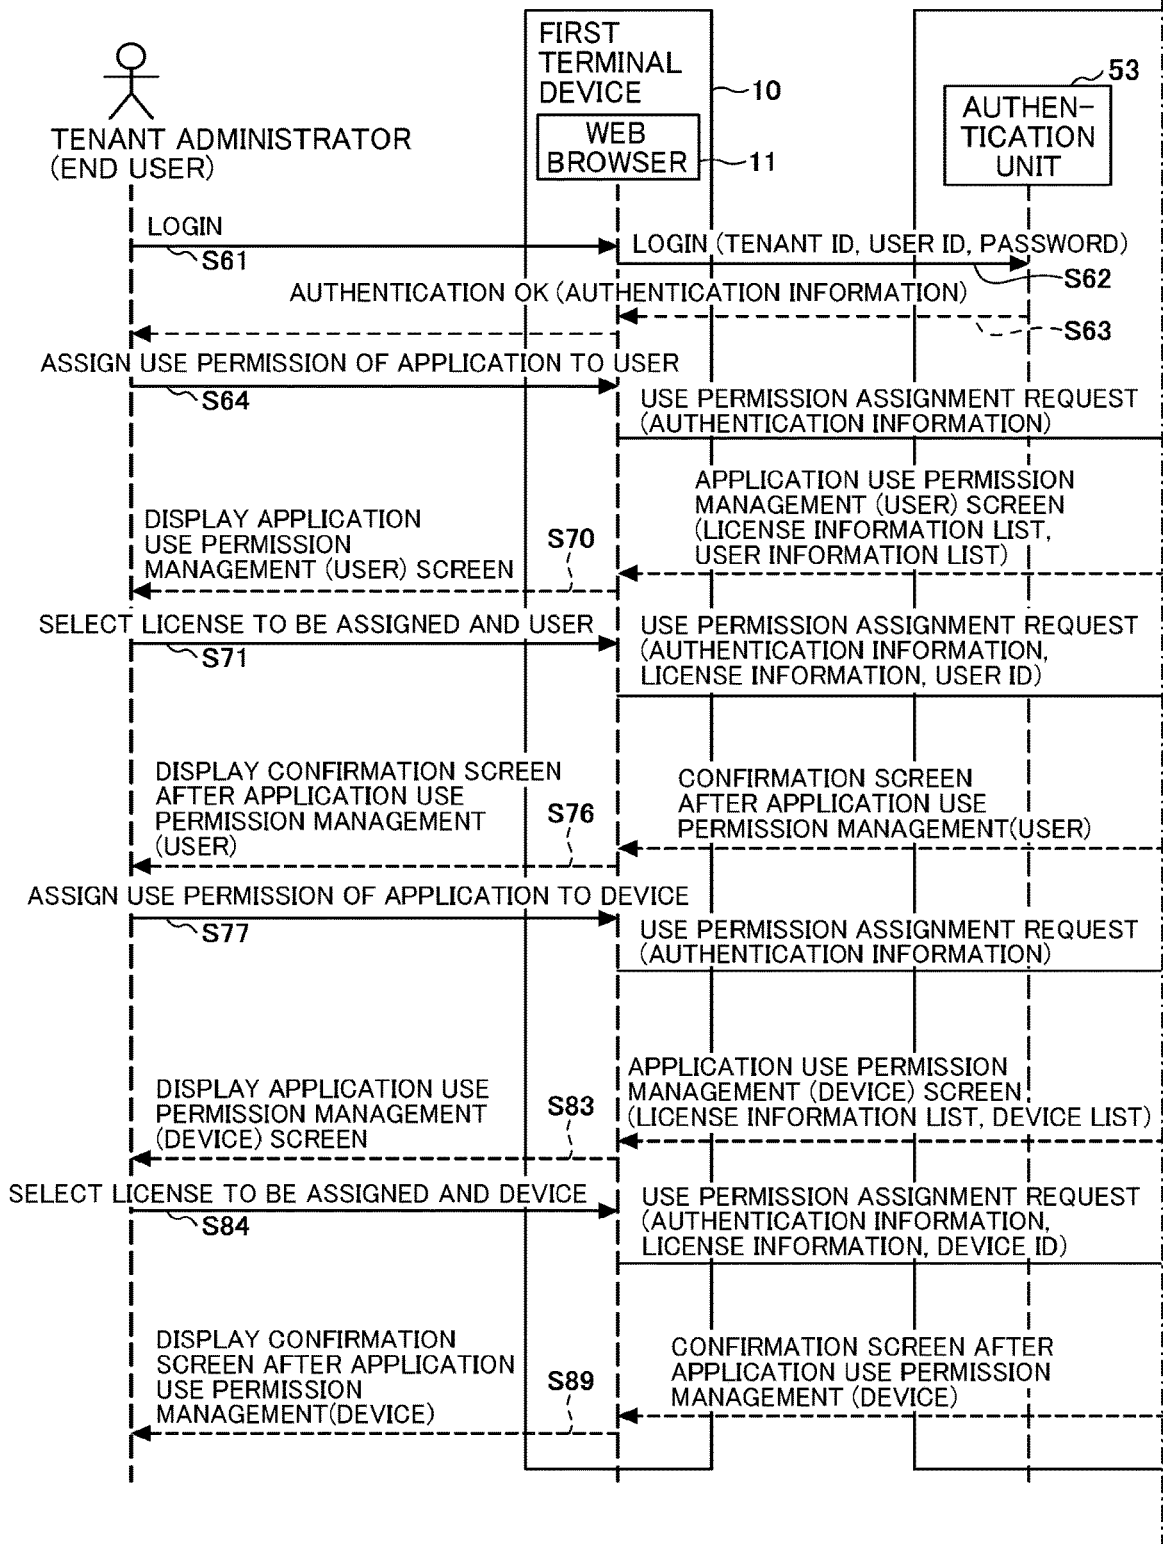 FIRST
TERMINAL
DEVICE
10
WEB
BROWSER
11
53
AUTHEN-
TICATION
UNIT
TENANT ADMINISTRATOR
(END USER)
LOGIN
S61
LOGIN (TENANT ID, USER ID, PASSWORD)
S62
AUTHENTICATION OK (AUTHENTICATION INFORMATION)
S63
ASSIGN USE PERMISSION OF APPLICATION TO USER
S64
USE PERMISSION ASSIGNMENT REQUEST
(AUTHENTICATION INFORMATION)
APPLICATION USE PERMISSION
MANAGEMENT (USER) SCREEN
(LICENSE INFORMATION LIST,
USER INFORMATION LIST)
DISPLAY APPLICATION
USE PERMISSION
MANAGEMENT (USER) SCREEN
S70
SELECT LICENSE TO BE ASSIGNED AND USER
S71
USE PERMISSION ASSIGNMENT REQUEST
(AUTHENTICATION INFORMATION,
LICENSE INFORMATION, USER ID)
DISPLAY CONFIRMATION SCREEN
AFTER APPLICATION USE
PERMISSION MANAGEMENT
(USER)
S76
CONFIRMATION SCREEN
AFTER APPLICATION USE
PERMISSION MANAGEMENT(USER)
ASSIGN USE PERMISSION OF APPLICATION TO DEVICE
S77
USE PERMISSION ASSIGNMENT REQUEST
(AUTHENTICATION INFORMATION)
APPLICATION USE PERMISSION
MANAGEMENT (DEVICE) SCREEN
(LICENSE INFORMATION LIST, DEVICE LIST)
DISPLAY APPLICATION USE
PERMISSION MANAGEMENT
(DEVICE) SCREEN
S83
SELECT LICENSE TO BE ASSIGNED AND DEVICE
S84
USE PERMISSION ASSIGNMENT REQUEST
(AUTHENTICATION INFORMATION,
LICENSE INFORMATION, DEVICE ID)
DISPLAY CONFIRMATION
SCREEN AFTER APPLICATION
USE PERMISSION
MANAGEMENT(DEVICE)
S89
CONFIRMATION SCREEN AFTER
APPLICATION USE PERMISSION
MANAGEMENT (DEVICE)